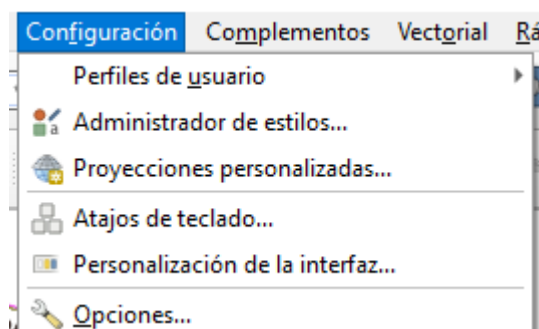 Configuración Complementos Vectorial Rá
Perfiles de usuario
a Administrador de estilos...
Proyecciones personalizadas...
Atajos de teclado...
Personalización de la interfaz...
Opciones...